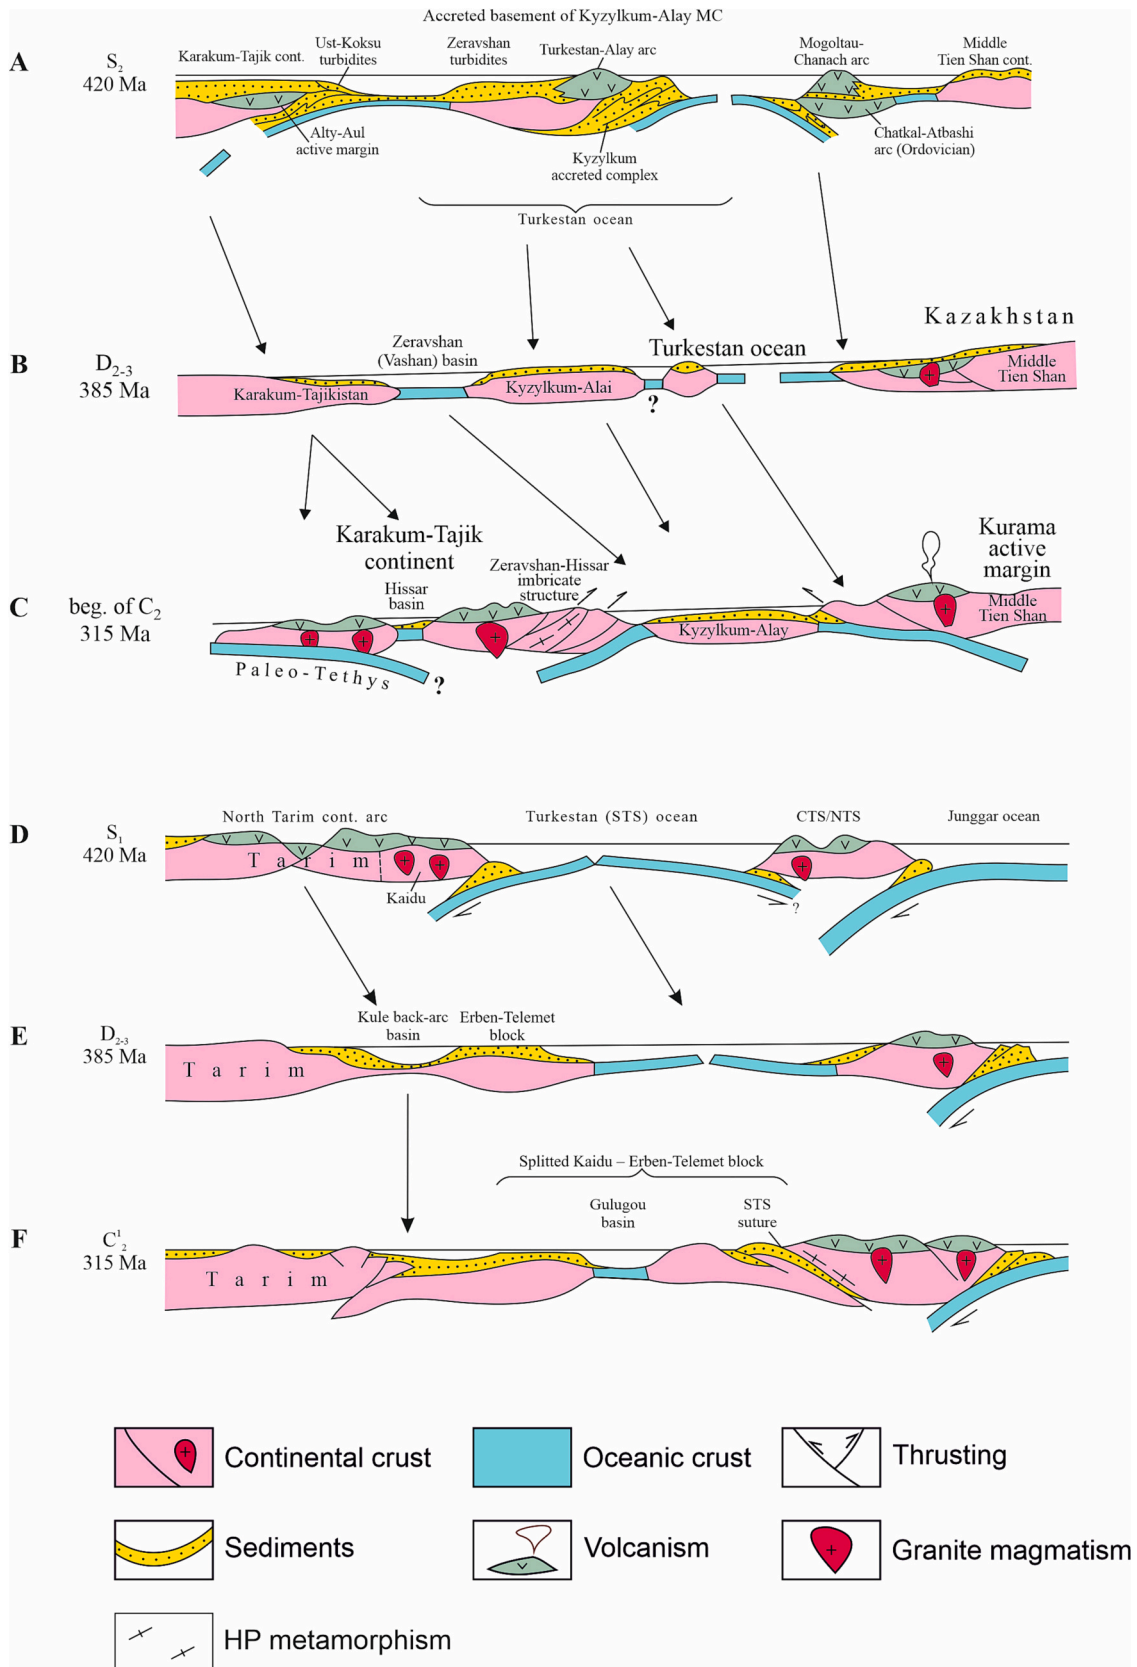 Accreted basement of Kyzylkum-Alay MC
A
S2
420 Ma
Karakum-Tajik cont.
Ust-Koksu
turbidites
Zeravshan
turbidites
Turkestan-Alay arc
Mogoltau-
Chanach arc
Middle
Tien Shan cont.
Alty-Aul
active margin
Kyzylkum
accreted complex
Chatkal-Atbashi
arc (Ordovician)
Turkestan ocean
B
D2-3
385 Ma
Zeravshan
(Vashan) basin
Turkestan ocean
Kazakhstan
Karakum-Tajikistan
Kyzylkum-Alai
?
Middle
Tien Shan
C
beg. of C2
315 Ma
Karakum-Tajik
continent
Hissar
basin
Zeravshan-Hissar
imbricate
structure
Kurama
active
margin
Kyzylkum-Alay
Middle
Tien Shan
Paleo-Tethys
?
D
S1
420 Ma
North Tarim cont. arc
Turkestan (STS) ocean
CTS/NTS
Junggar ocean
Tarim
Kaidu
?
E
D2-3
385 Ma
Kule back-arc
basin
Erben-Telemet
block
Tarim
Splitted Kaidu – Erben-Telemet block
F
C12
315 Ma
Gulugou
basin
STS
suture
Tarim
Continental crust
Oceanic crust
Thrusting
Sediments
Volcanism
Granite magmatism
HP metamorphism